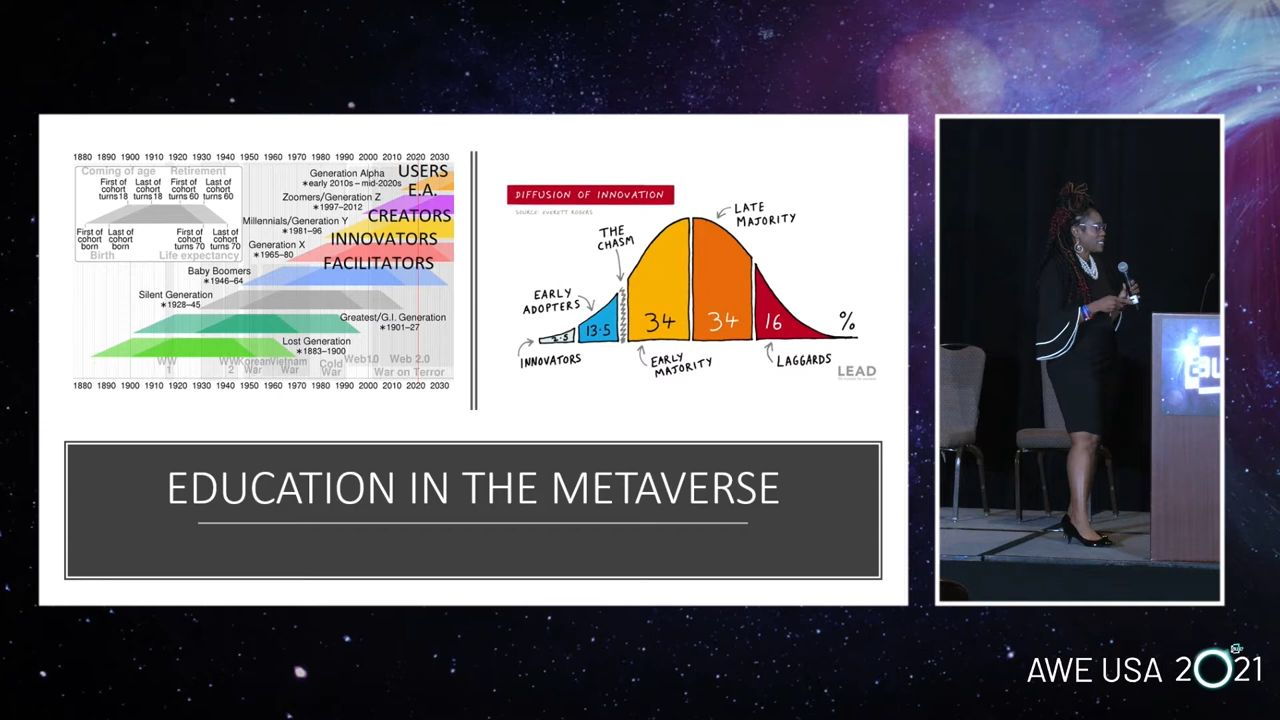 1880 1890 1900 1910 1920 1930 1940 1950 1960 1970 1980 1990 2000 2010 2020 2030
Coming of age Retirement
First of cohort turns 18
Last of cohort turns 18
First of cohort turns 60
Last of cohort turns 60
First of cohort born
Last of cohort born
First of cohort turns 70
Last of cohort turns 70
Birth Life expectancy
Generation Alpha
*early 2010s – mid-2020s
USERS
Zoomers/Generation Z
*1997–2012
E.A.
Millennials/Generation Y
*1981–96
CREATORS
Generation X
*1965–80
INNOVATORS
Baby Boomers
*1946–64
FACILITATORS
Silent Generation
*1928–45
Greatest/G.I. Generation
*1901–27
Lost Generation
*1883–1900
WW 1
WW 2
Korean War
Vietnam War
Cold War
Web1.0
Web 2.0
War on Terror
1880 1890 1900 1910 1920 1930 1940 1950 1960 1970 1980 1990 2000 2010 2020 2030
DIFFUSION OF INNOVATION
SOURCE: EVERETT ROGERS
LATE MAJORITY
THE CHASM
EARLY ADOPTERS
2.5
13.5
34
34
16
%
INNOVATORS
EARLY MAJORITY
LAGGARDS
LEAD
EDUCATION IN THE METAVERSE
AWE USA 2021